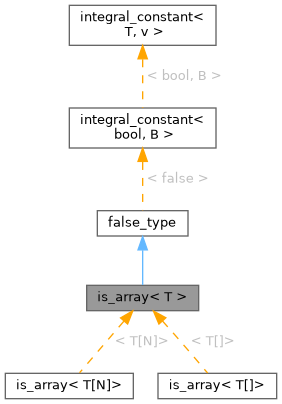 integral_constant<
T, v >
< bool, B >
integral_constant<
bool, B >
< false >
false_type
is_array< T >
< T[N]>
< T[]>
is_array< T[N]>
is_array< T[]>